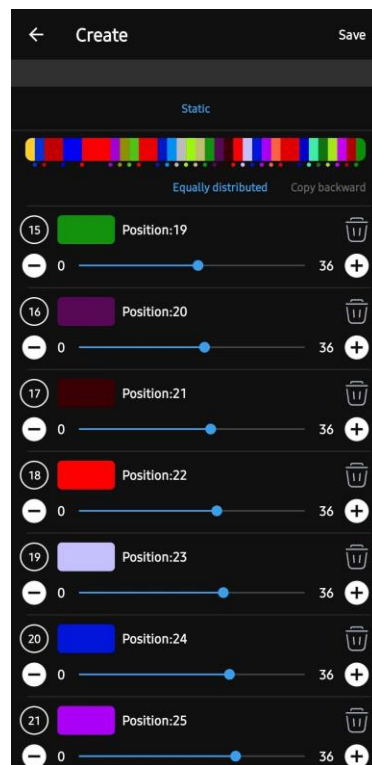 Create Save
Static
Equally distributed Copy backward
15 Position:19
0 36
16 Position:20
0 36
17 Position:21
0 36
18 Position:22
0 36
19 Position:23
0 36
20 Position:24
0 36
21 Position:25
0 36